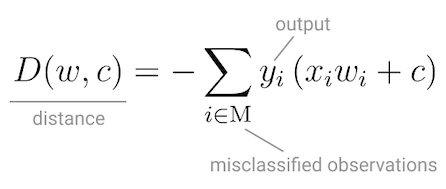 output
D(w, c) = − ∑ y_i (x_i w_i + c)
i∈M
distance
misclassified observations